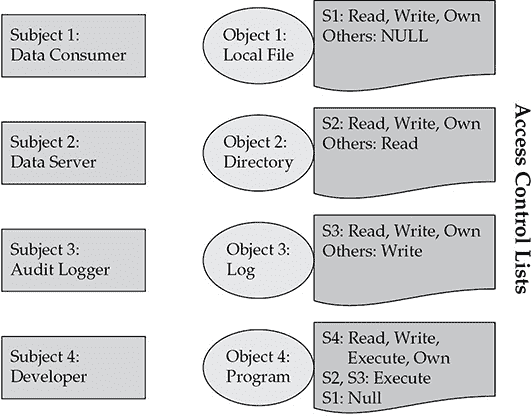 Subject 1:
Data Consumer
Object 1:
Local File
S1: Read, Write, Own
Others: NULL
Subject 2:
Data Server
Object 2:
Directory
S2: Read, Write, Own
Others: Read
Subject 3:
Audit Logger
Object 3:
Log
S3: Read, Write, Own
Others: Write
Subject 4:
Developer
Object 4:
Program
S4: Read, Write,
Execute, Own
S2, S3: Execute
S1: Null
Access Control Lists